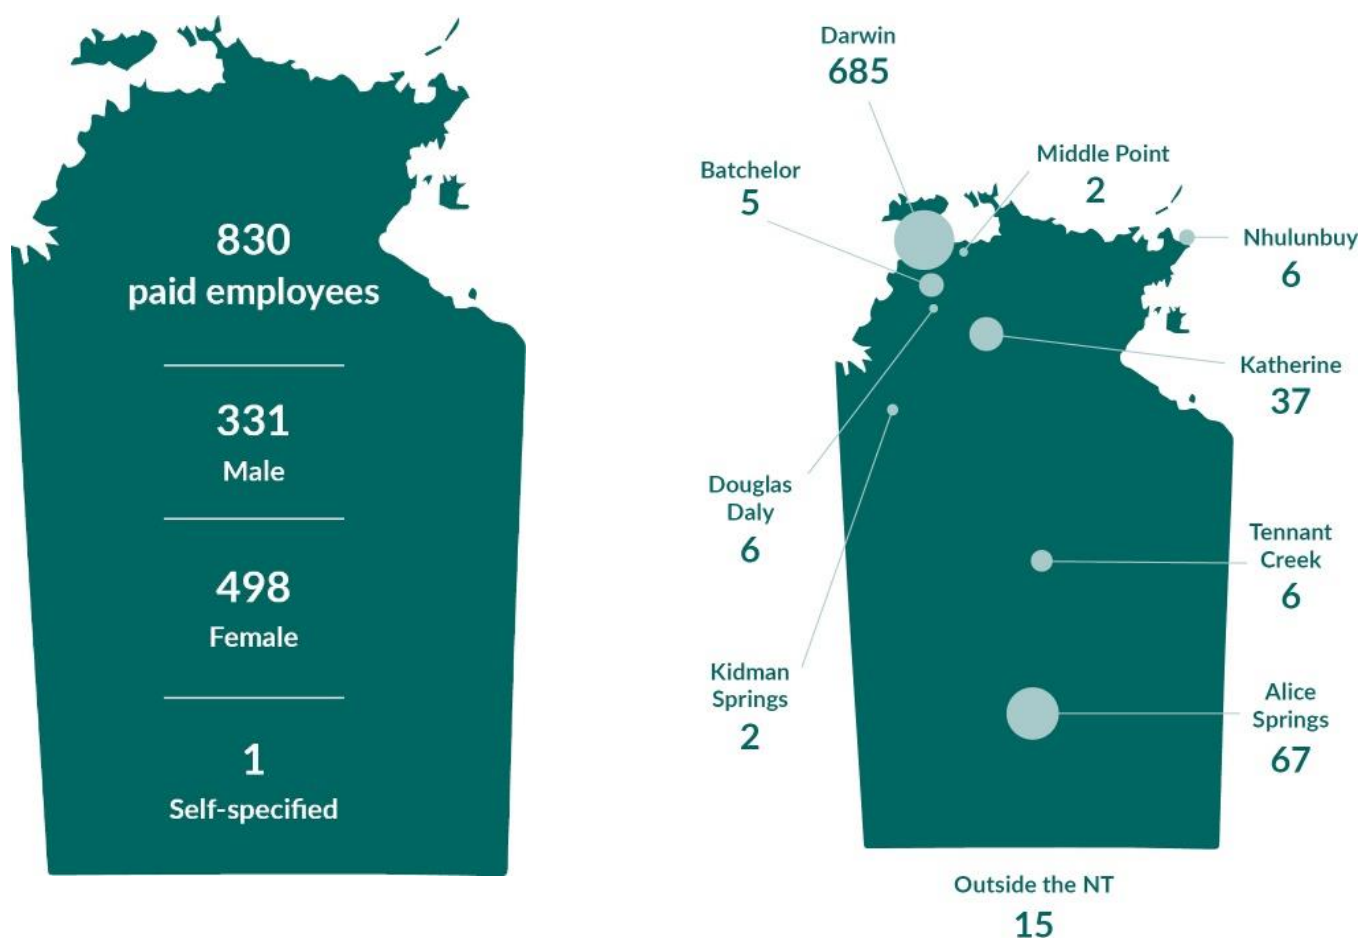 830
paid employees
331
Male
498
Female
1
Self-specified
Darwin
685
Middle Point
2
Batchelor
5
Nhulunbuy
6
Katherine
37
Douglas
Daly
6
Tennant
Creek
6
Kidman
Springs
2
Alice
Springs
67
Outside the NT
15